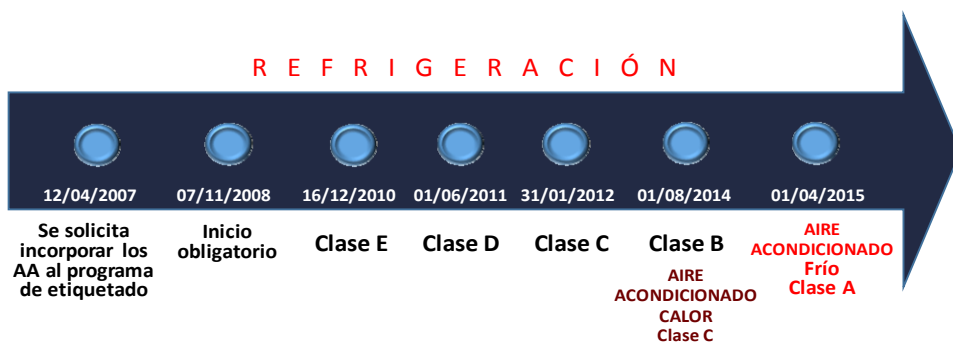 R E F R I G E R A C I Ó N
12/04/2007
07/11/2008
16/12/2010
01/06/2011
31/01/2012
01/08/2014
01/04/2015
Se solicita
incorporar los
AA al programa
de etiquetado
Inicio
obligatorio
Clase E
Clase D
Clase C
Clase B
AIRE
ACONDICIONADO
CALOR
Clase C
AIRE
ACONDICIONADO
Frío
Clase A